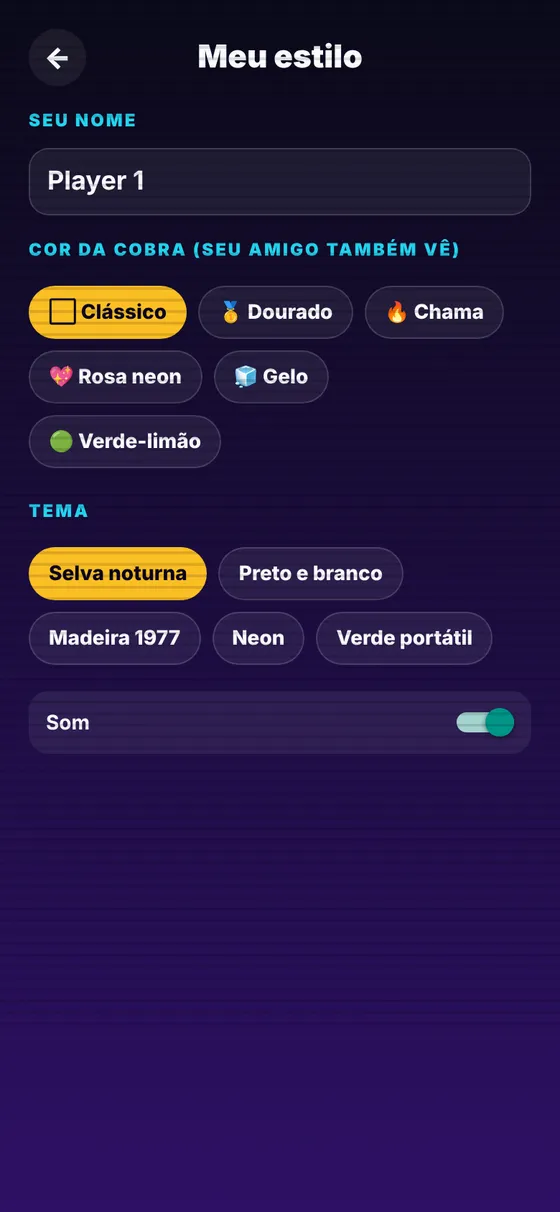 Meu estilo
SEU NOME
Player 1
COR DA COBRA (SEU AMIGO TAMBÉM VÊ)
Clássico
🥇 Dourado
🔥 Chama
💖 Rosa neon
🧊 Gelo
🟢 Verde-limão
TEMA
Selva noturna
Preto e branco
Madeira 1977
Neon
Verde portátil
Som